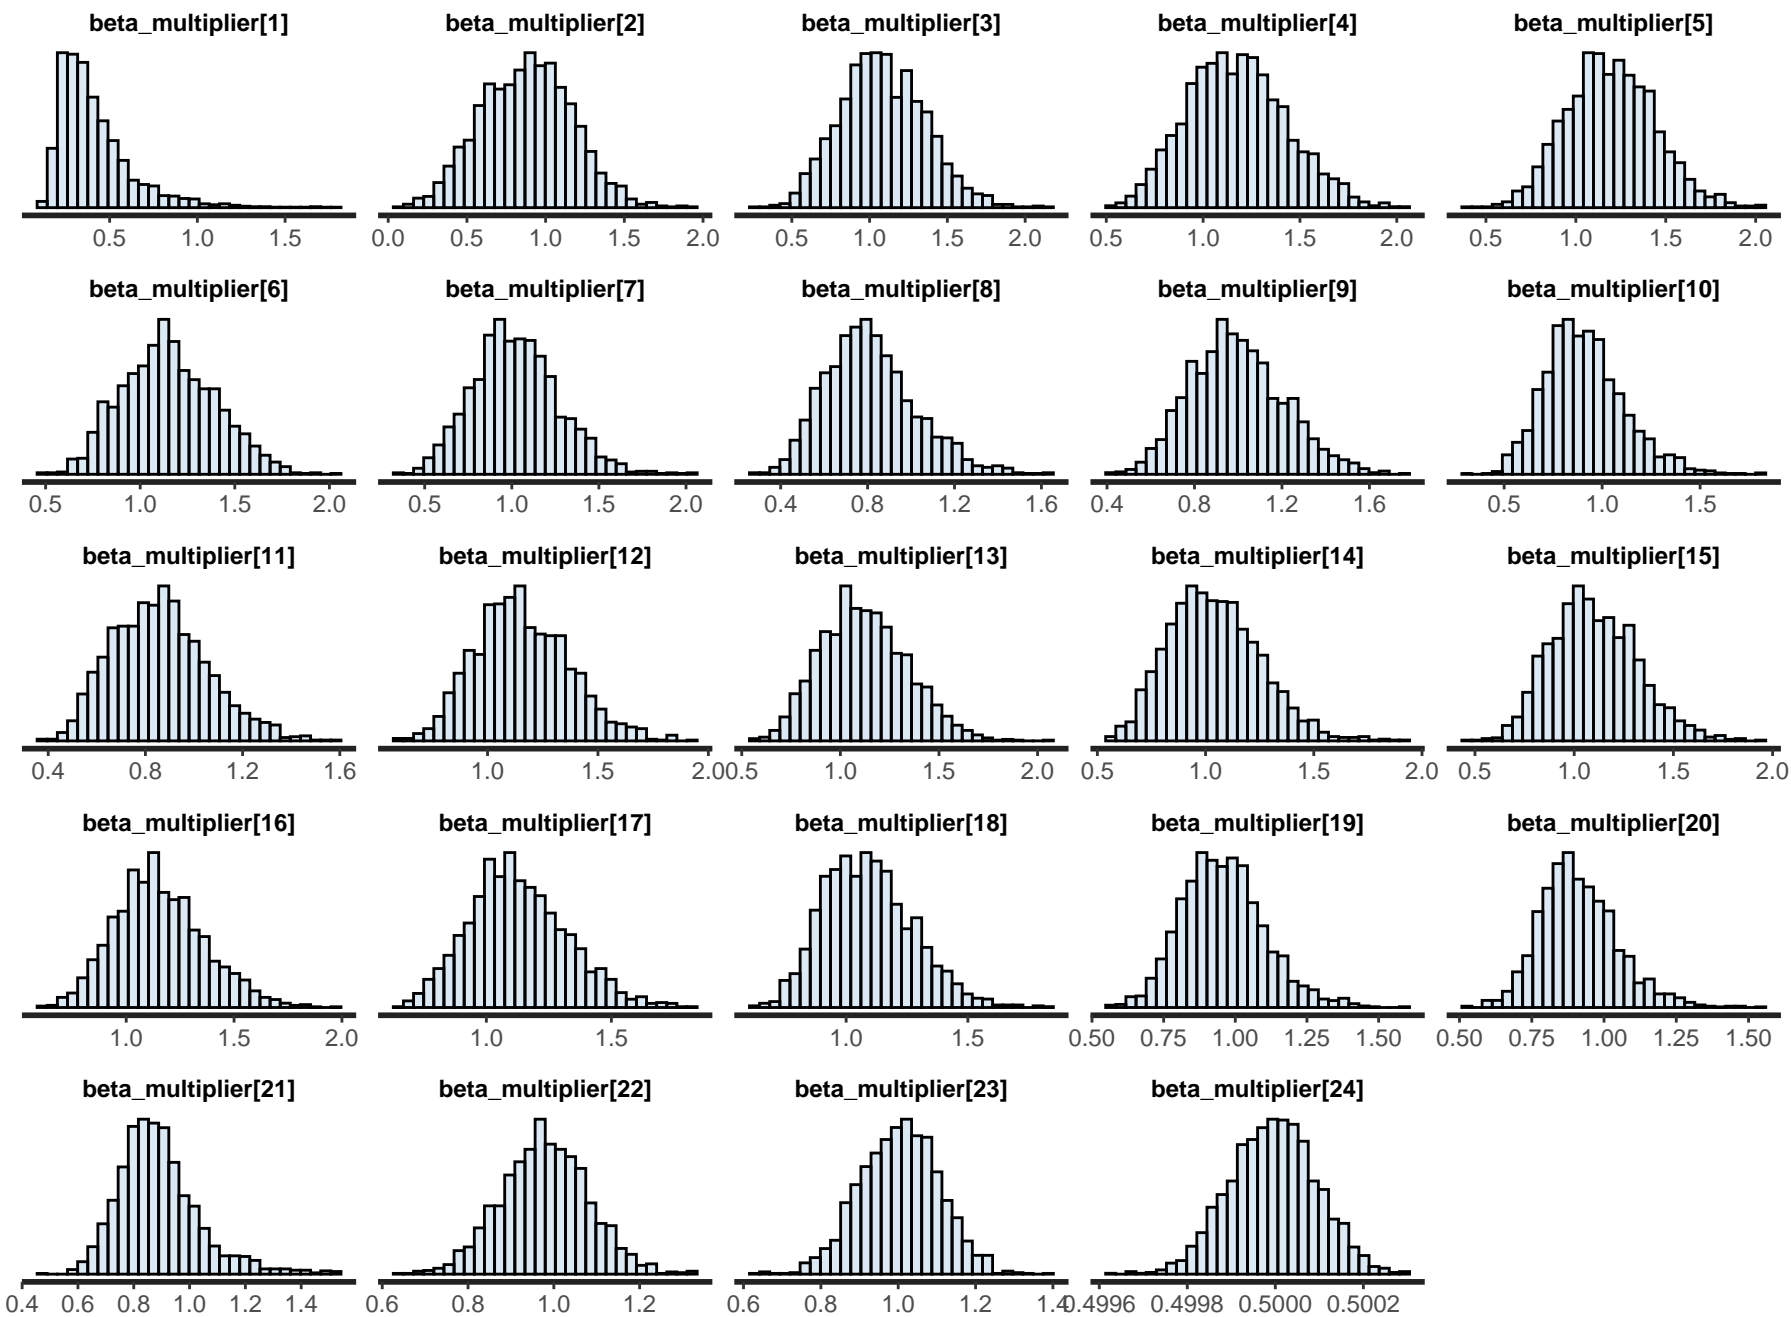 beta_multiplier[1] beta_multiplier[2] beta_multiplier[3] beta_multiplier[4] beta_multiplier[5]
0.5 1.0 1.5 0.0 0.5 1.0 1.5 2.0 0.5 1.0 1.5 2.0 0.5 1.0 1.5 2.0 0.5 1.0 1.5 2.0
beta_multiplier[6] beta_multiplier[7] beta_multiplier[8] beta_multiplier[9] beta_multiplier[10]
0.5 1.0 1.5 2.0 0.5 1.0 1.5 2.0 0.4 0.8 1.2 1.6 0.4 0.8 1.2 1.6 0.5 1.0 1.5
beta_multiplier[11] beta_multiplier[12] beta_multiplier[13] beta_multiplier[14] beta_multiplier[15]
0.4 0.8 1.2 1.6 1.0 1.5 2.0 0.5 1.0 1.5 2.0 0.5 1.0 1.5 2.0 0.5 1.0 1.5 2.0
beta_multiplier[16] beta_multiplier[17] beta_multiplier[18] beta_multiplier[19] beta_multiplier[20]
1.0 1.5 2.0 1.0 1.5 1.0 1.5 0.50 0.75 1.00 1.25 1.50 0.50 0.75 1.00 1.25 1.50
beta_multiplier[21] beta_multiplier[22] beta_multiplier[23] beta_multiplier[24]
0.4 0.6 0.8 1.0 1.2 1.4 0.6 0.8 1.0 1.2 0.6 0.8 1.0 1.2 1.4 0.4996 0.4998 0.5000 0.5002